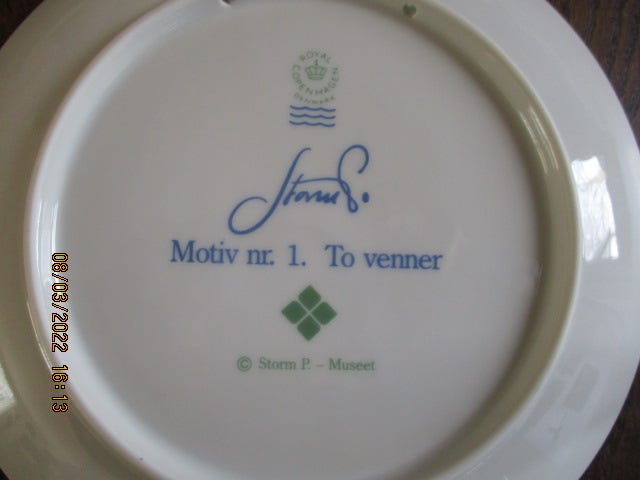 ROYAL
COPENHAGEN
DENMARK
Storm P.
Motiv nr. 1. To venner
© Storm P. – Museet
08/03/2022 16:13